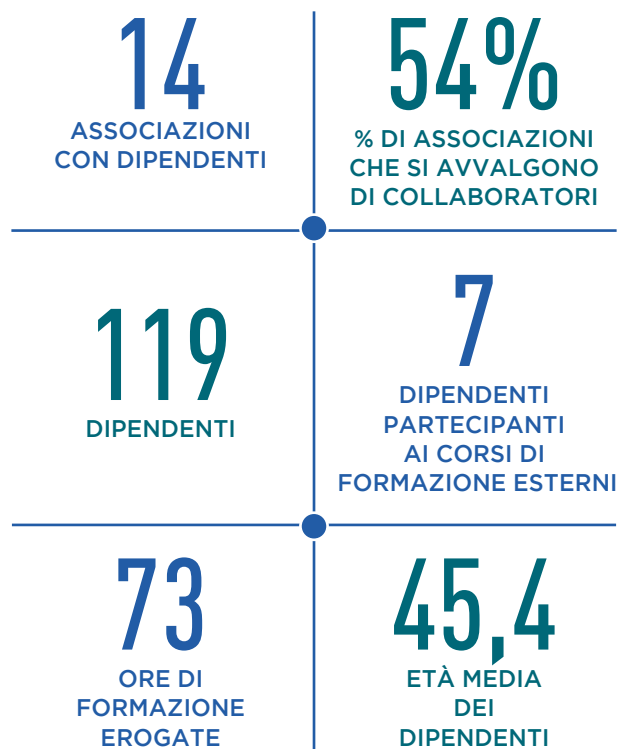 14
ASSOCIAZIONI
CON DIPENDENTI
54%
% DI ASSOCIAZIONI
CHE SI AVVALGONO
DI COLLABORATORI
119
DIPENDENTI
7
DIPENDENTI
PARTECIPANTI
AI CORSI DI
FORMAZIONE ESTERNI
73
ORE DI
FORMAZIONE
EROGATE
45,4
ETÀ MEDIA
DEI
DIPENDENTI